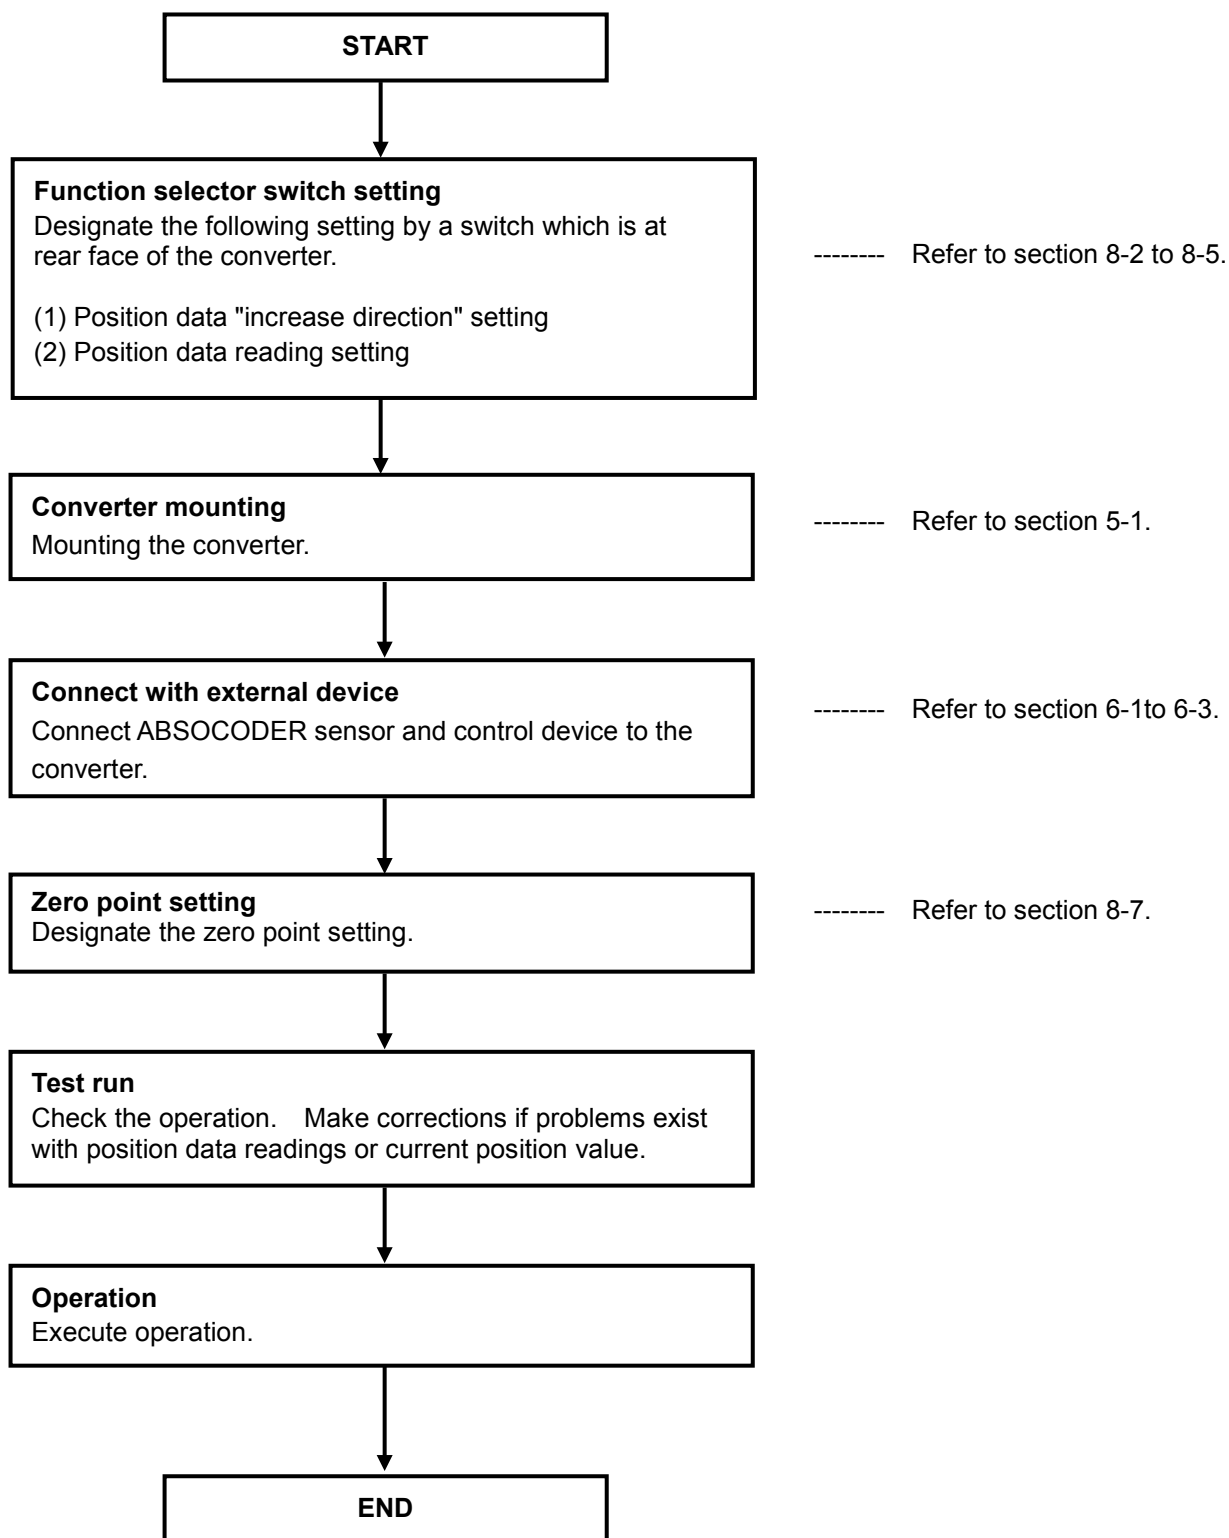 START
Function selector switch setting
Designate the following setting by a switch which is at
rear face of the converter.
-------- Refer to section 8-2 to 8-5.
(1) Position data "increase direction" setting
(2) Position data reading setting
Converter mounting
Mounting the converter.
-------- Refer to section 5-1.
Connect with external device
Connect ABSOCODER sensor and control device to the
converter.
-------- Refer to section 6-1to 6-3.
Zero point setting
Designate the zero point setting.
-------- Refer to section 8-7.
Test run
Check the operation.    Make corrections if problems exist
with position data readings or current position value.
Operation
Execute operation.
END